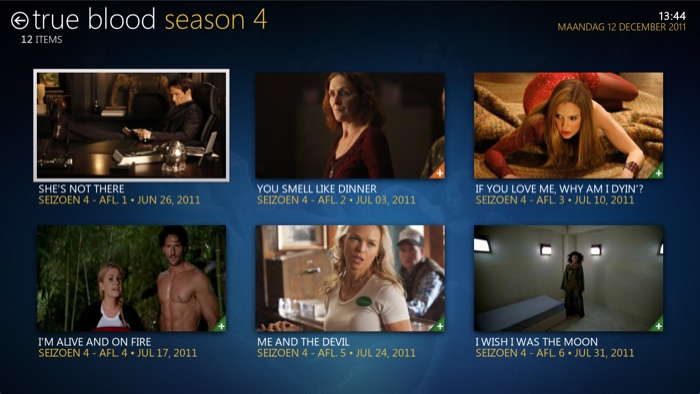 true blood season 4
12 ITEMS
13:44
MAANDAG 12 DECEMBER 2011
SHE'S NOT THERE
SEIZOEN 4 - AFL. 1 • JUN 26, 2011
YOU SMELL LIKE DINNER
SEIZOEN 4 - AFL. 2 • JUL 03, 2011
IF YOU LOVE ME, WHY AM I DYIN'?
SEIZOEN 4 - AFL. 3 • JUL 10, 2011
I'M ALIVE AND ON FIRE
SEIZOEN 4 - AFL. 4 • JUL 17, 2011
ME AND THE DEVIL
SEIZOEN 4 - AFL. 5 • JUL 24, 2011
I WISH I WAS THE MOON
SEIZOEN 4 - AFL. 6 • JUL 31, 2011